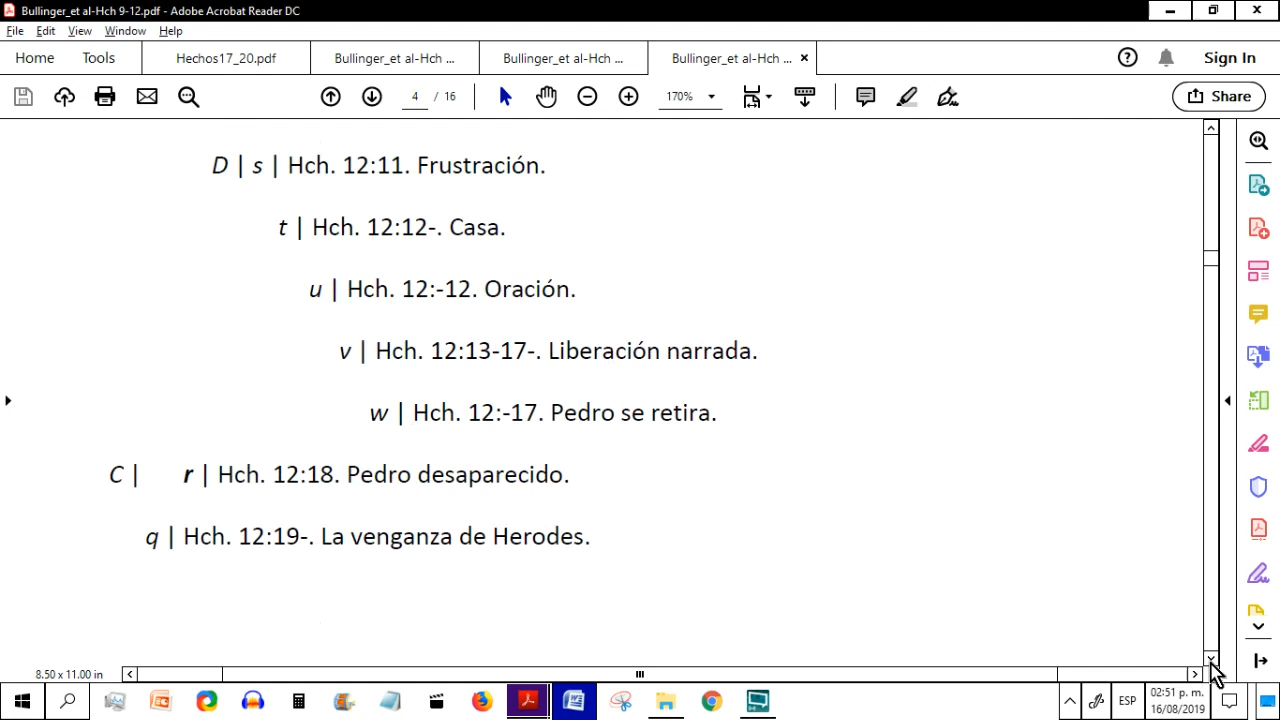 Bullinger_et al-Hch 9-12.pdf - Adobe Acrobat Reader DC
File Edit View Window Help
Home Tools Hechos17_20.pdf Bullinger_et al-Hch ... Bullinger_et al-Hch ... Bullinger_et al-Hch ... Sign In
4 / 16 170% Share
D | s | Hch. 12:11. Frustración.
t | Hch. 12:12-. Casa.
u | Hch. 12:-12. Oración.
v | Hch. 12:13-17-. Liberación narrada.
w | Hch. 12:-17. Pedro se retira.
C | r | Hch. 12:18. Pedro desaparecido.
q | Hch. 12:19-. La venganza de Herodes.
8.50 x 11.00 in
ESP 02:51 p. m.
16/08/2019